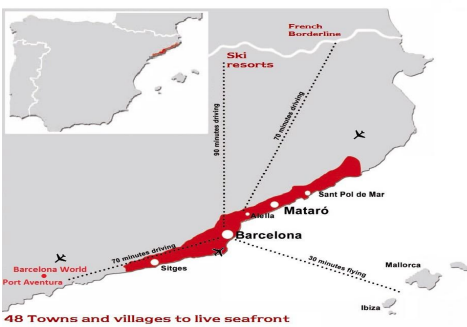 French
Borderline
Ski
resorts
90 minutes driving
70 minutes driving
Sant Pol de Mar
Mataró
Alella
Barcelona
70 minutes driving
30 minutes flying
Barcelona World
Port Aventura
Sitges
Mallorca
Ibiza
48 Towns and villages to live seafront